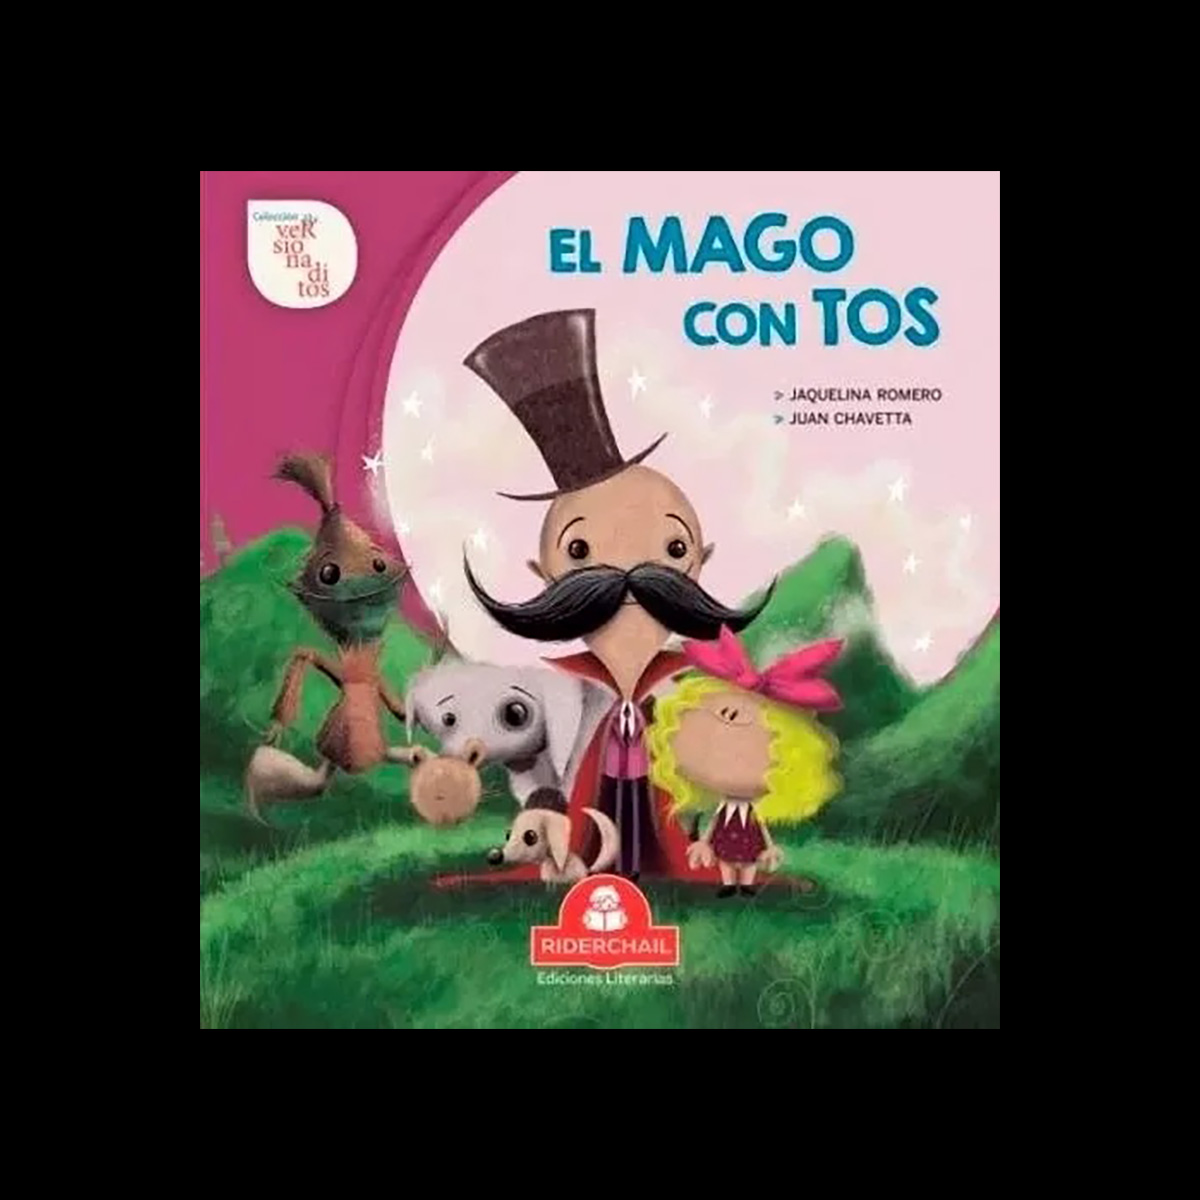 Colección
veR
sio
na
di
tos
EL MAGO
CON TOS
> JAQUELINA ROMERO
> JUAN CHAVETTA
RIDERCHAIL
Ediciones Literarias